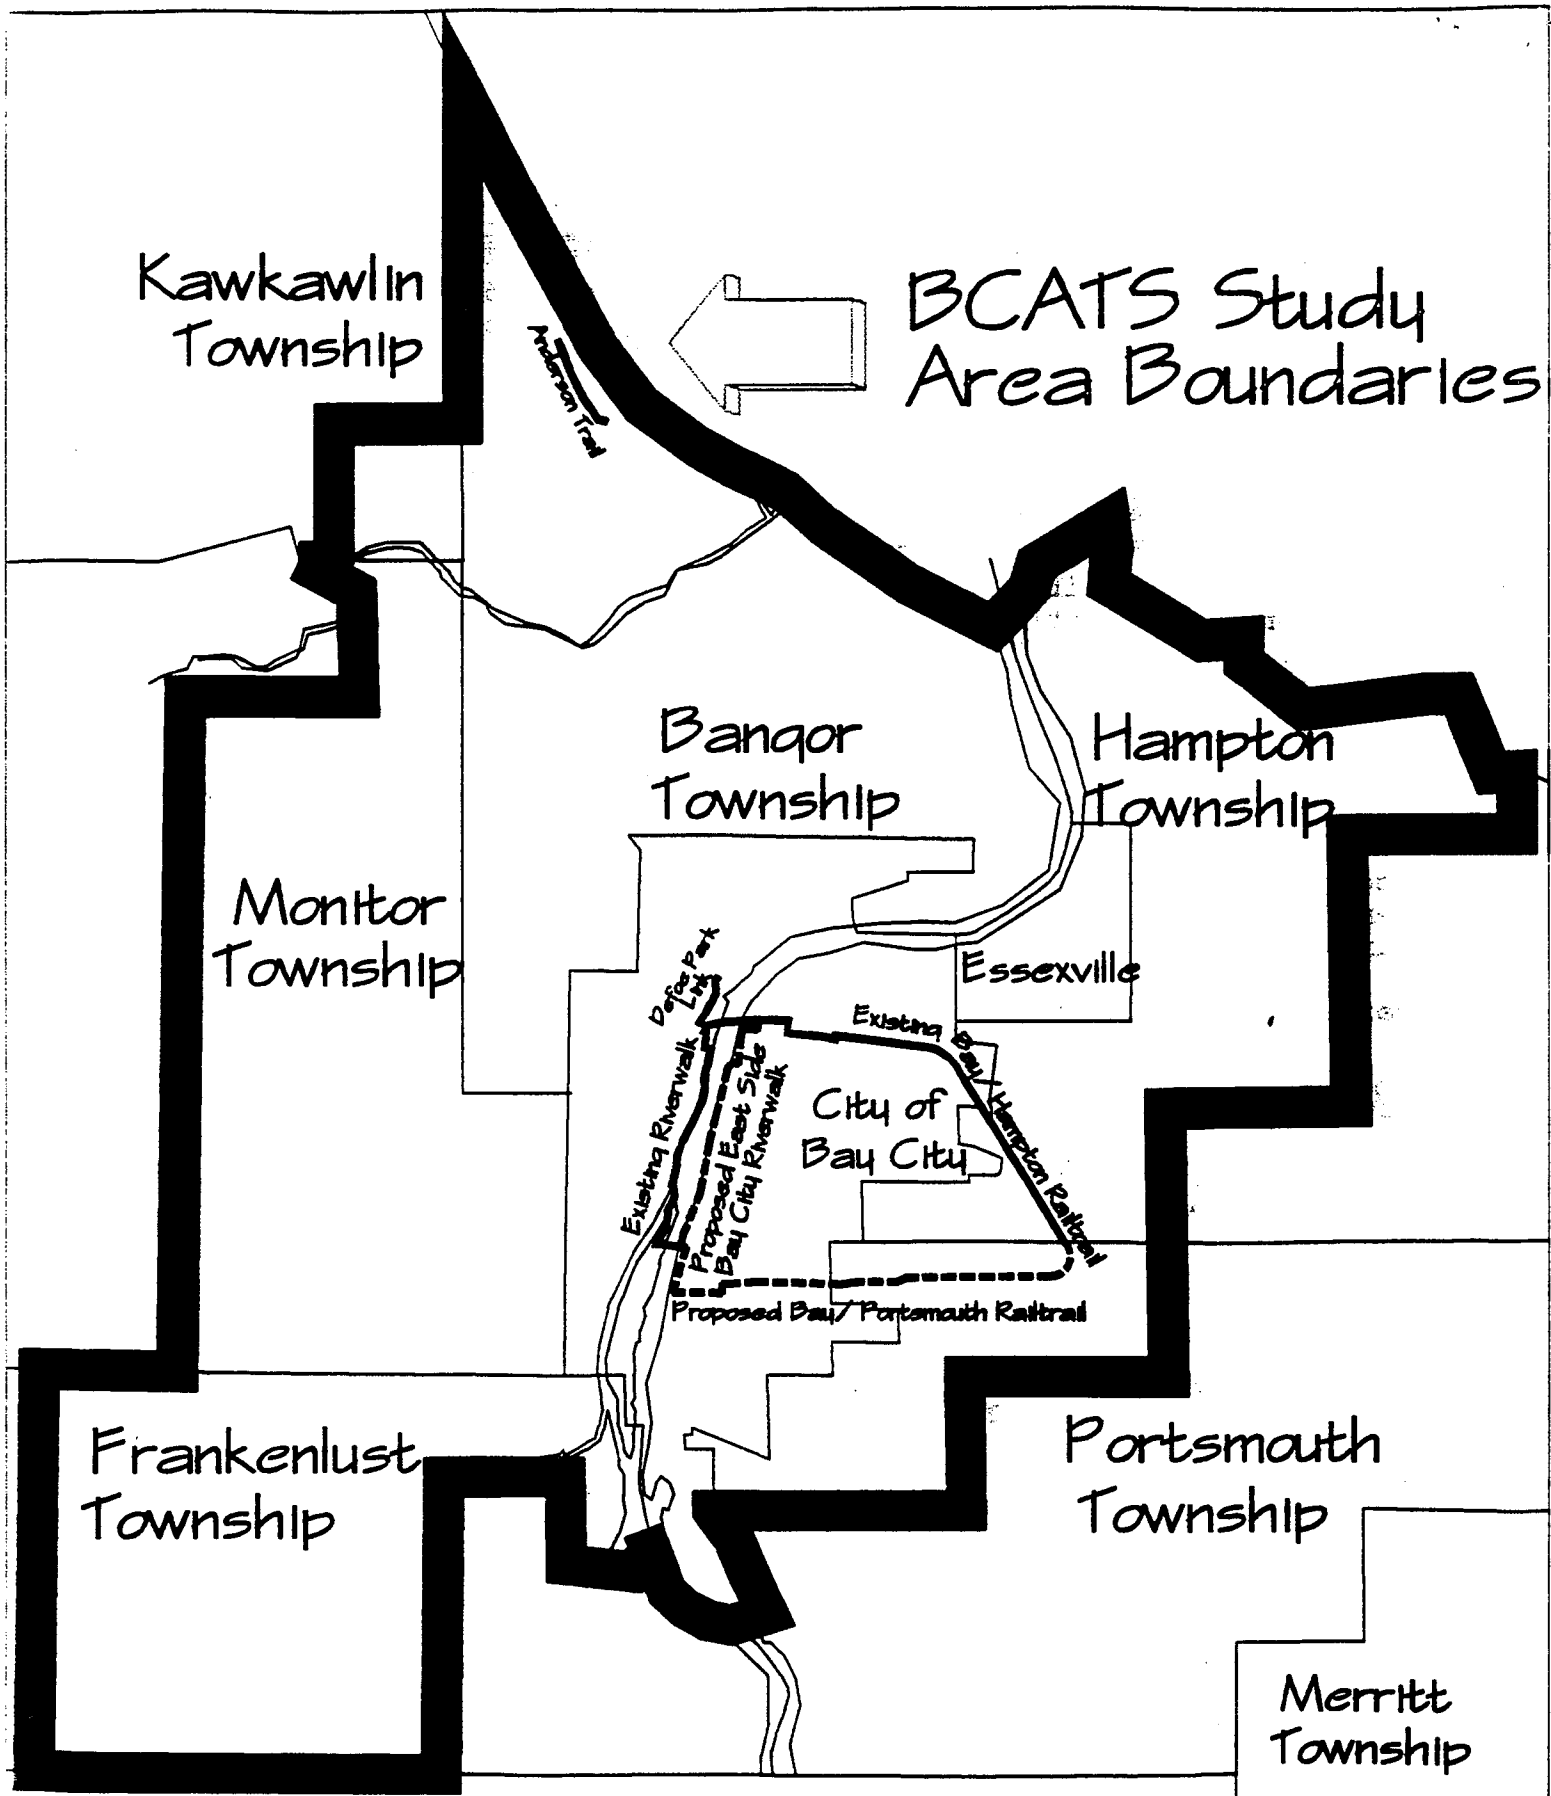 Kawkawlin
Township
BCATS Study
Area Boundaries
Anderson Trail
Bangor
Township
Hampton
Township
Monitor
Township
Defoe Park
Link
Essexville
Existing Bay/ Hampton Railtrail
Existing Riverwalk
Proposed East Side
Bay City Riverwalk
City of
Bay City
Proposed Bay/ Portsmouth Railtrail
Frankenlust
Township
Portsmouth
Township
Merritt
Township